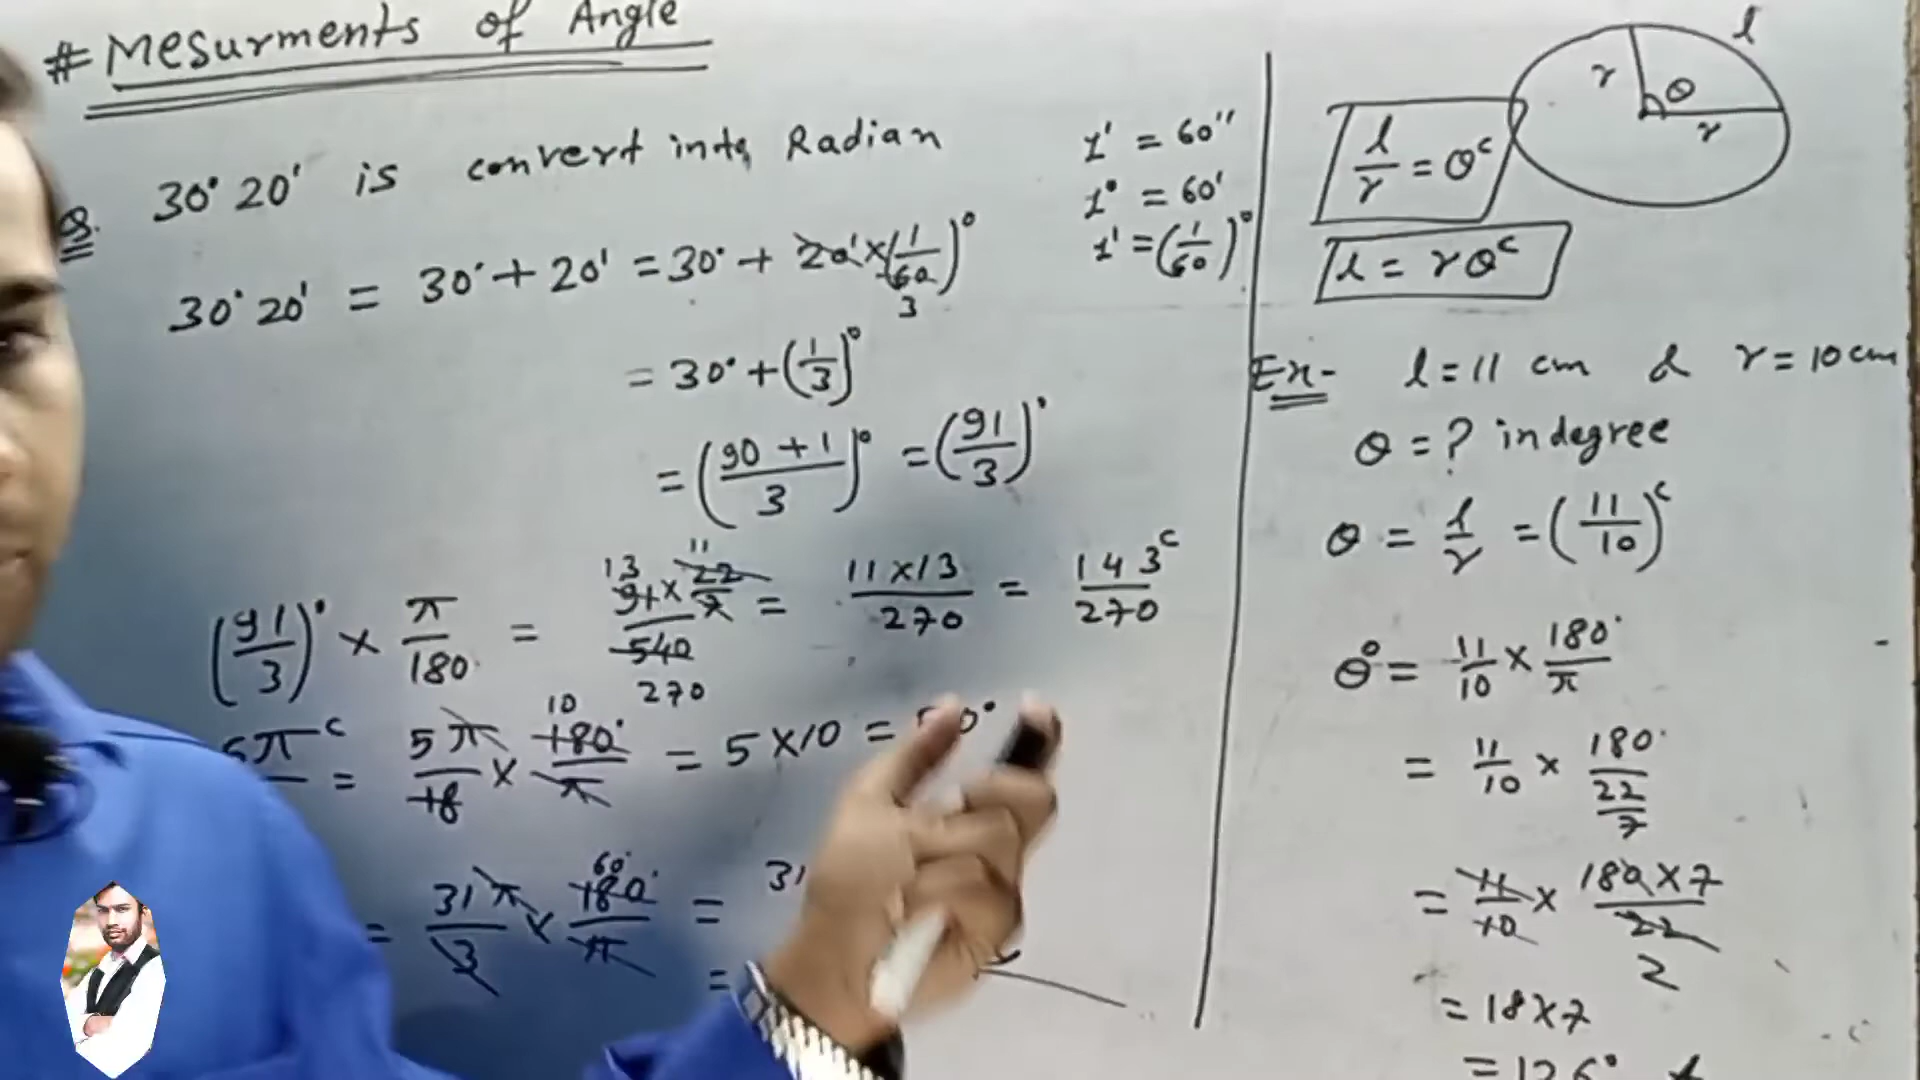 # Mesurments of Angle
Q. 30° 20' is convert into Radian
30° 20' = 30° + 20' = 30° + 20' × (1/60)°
3
= 30° + (1/3)°
= ((90 + 1)/3)° = (91/3)°
(91/3)° × π/180 = (91 × 22/7)/540 = (11 × 13)/270 = 143/270 ᶜ
13 11
270
5π ᶜ = 5π/18 × 180°/π = 5 × 10 = 50°
10
= 31π/3 × 180°/π = 31
60°
=
1' = 60''
1° = 60'
1' = (1/60)°
l
r θ
r
l/r = θᶜ
l = rθᶜ
Ex- l = 11 cm & r = 10 cm
θ = ? in degree
θ = l/r = (11/10)ᶜ
θ° = 11/10 × 180°/π
= 11/10 × 180°/(22/7)
= 11/10 × (180 × 7)/22
2
= 18 × 7
= 126°